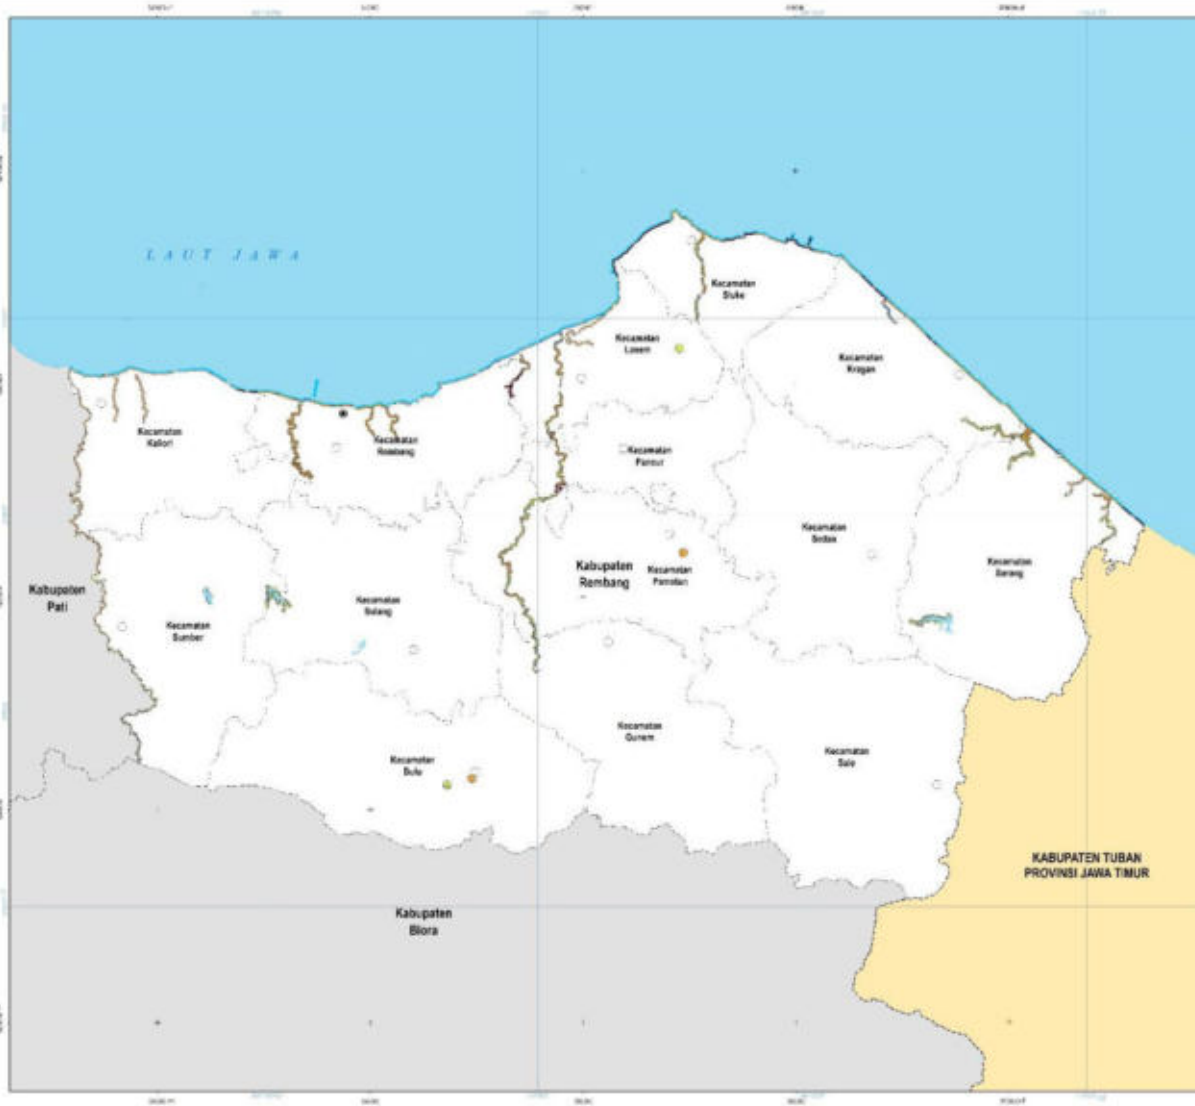 LAUT JAWA
Kecamatan
Sluke
Kecamatan
Lasem
Kecamatan
Kragan
Kecamatan
Kaliori
Kecamatan
Rembang
Kecamatan
Pancur
Kecamatan
Sedan
Kecamatan
Sarang
Kabupaten
Rembang
Kecamatan
Pamotan
Kabupaten
Pati
Kecamatan
Sumber
Kecamatan
Sulang
Kecamatan
Gunem
Kecamatan
Sale
Kecamatan
Bulu
KABUPATEN TUBAN
PROVINSI JAWA TIMUR
Kabupaten
Blora